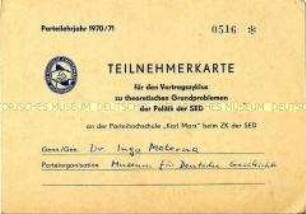 Parteilehrjahr 1970/71
0516 *
TEILNEHMERKARTE
für den Vortragszyklus
zu theoretischen Grundproblemen
der Politik der SED
an der Parteihochschule „Karl Marx" beim ZK der SED
Genn./Gen. Dr. Inga Materna
Parteiorganisation Museum für Deutsche Geschichte